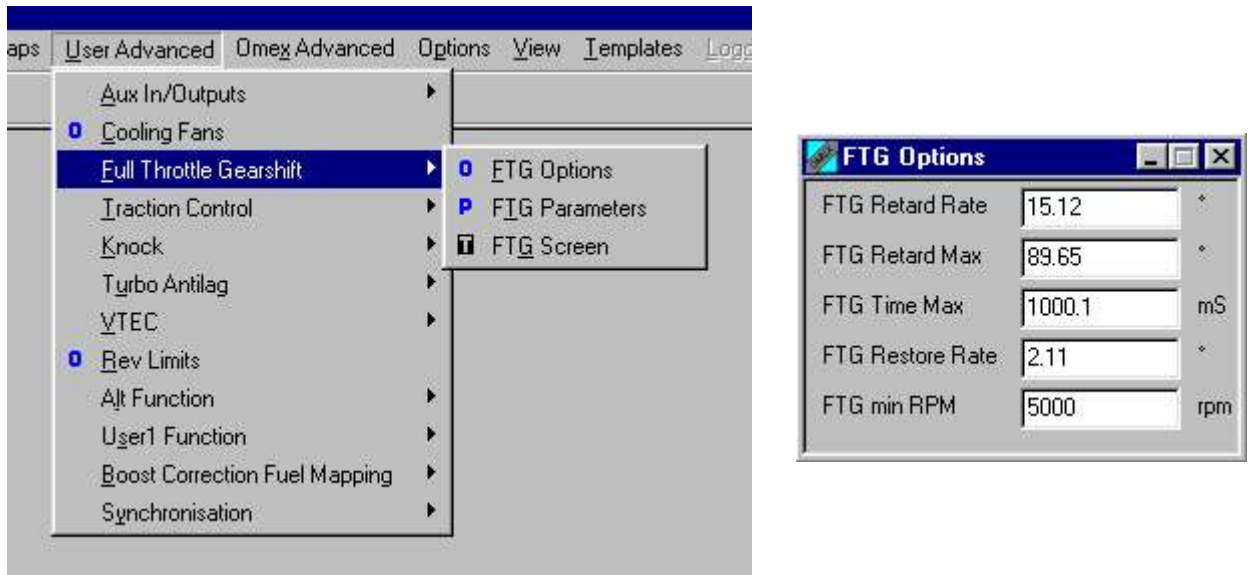 aps User Advanced Omex Advanced Options View Templates Logg
Aux In/Outputs
O Cooling Fans
Full Throttle Gearshift
Traction Control
Knock
Turbo Antilag
VTEC
O Rev Limits
Alt Function
User1 Function
Boost Correction Fuel Mapping
Synchronisation
O FTG Options
P FTG Parameters
T FTG Screen
FTG Options
FTG Retard Rate 15.12 °
FTG Retard Max 89.65 °
FTG Time Max 1000.1 mS
FTG Restore Rate 2.11 °
FTG min RPM 5000 rpm